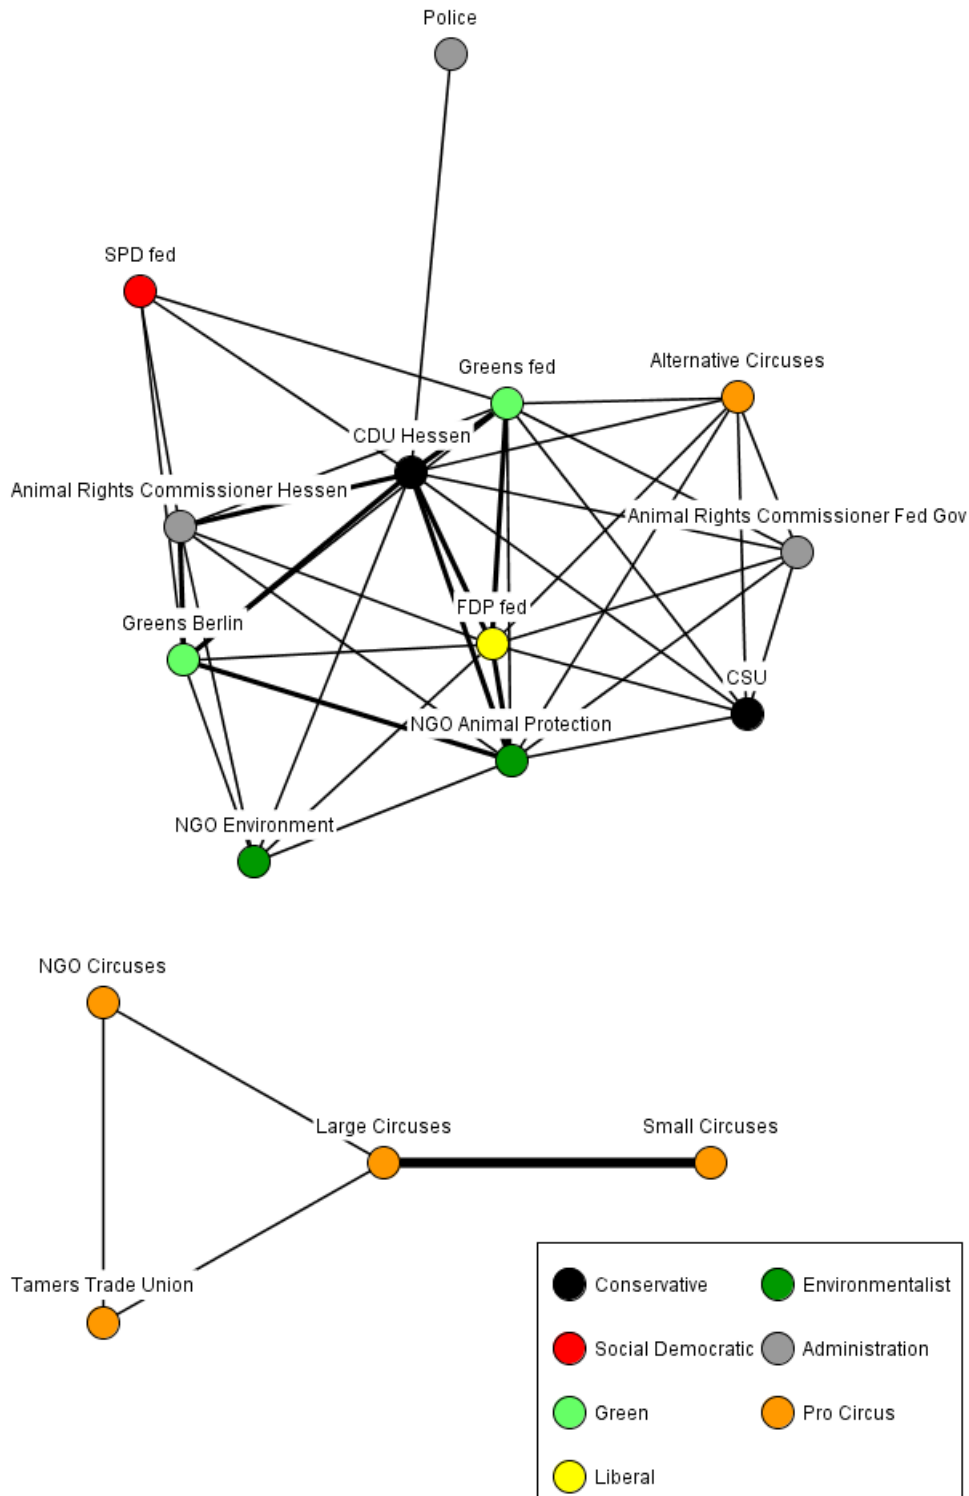 Police
SPD fed
Greens fed
Alternative Circuses
CDU Hessen
Animal Rights Commissioner Hessen
Animal Rights Commissioner Fed Gov
FDP fed
Greens Berlin
CSU
NGO Animal Protection
NGO Environment
NGO Circuses
Large Circuses
Small Circuses
Tamers Trade Union
Conservative
Environmentalist
Social Democratic
Administration
Green
Pro Circus
Liberal